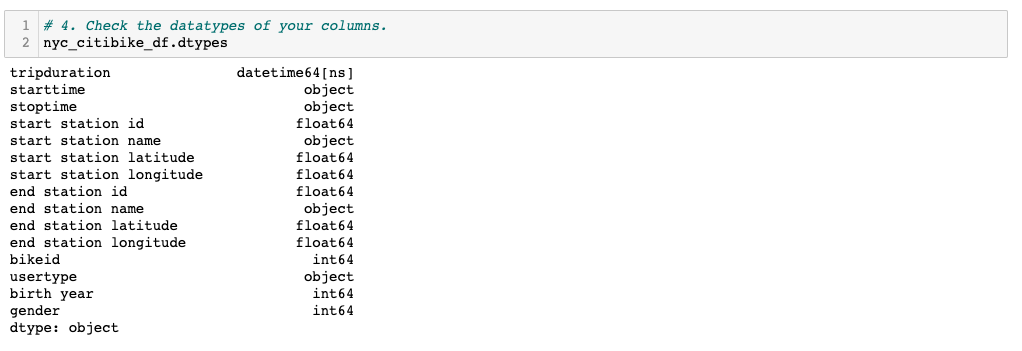 1 # 4. Check the datatypes of your columns.
2 nyc_citibike_df.dtypes
tripduration datetime64[ns]
starttime object
stoptime object
start station id float64
start station name object
start station latitude float64
start station longitude float64
end station id float64
end station name object
end station latitude float64
end station longitude float64
bikeid int64
usertype object
birth year int64
gender int64
dtype: object